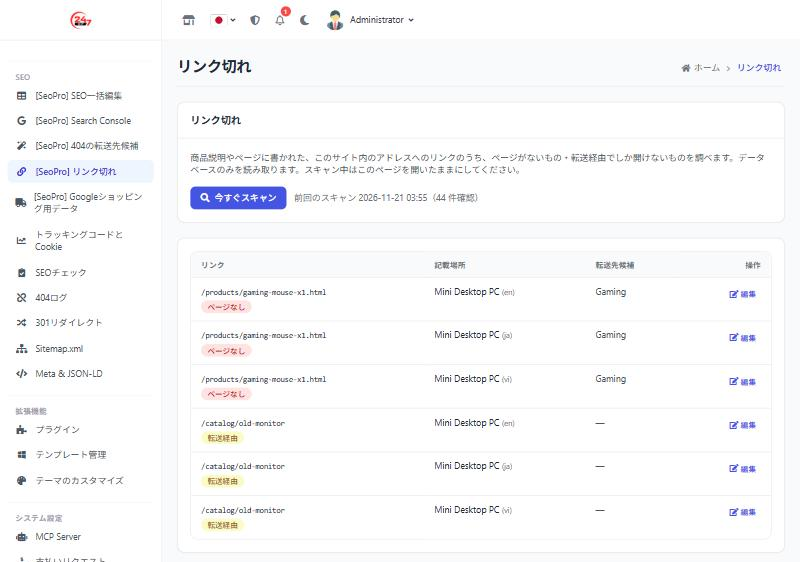 24
7
1
Administrator
リンク切れ
ホーム > リンク切れ
SEO
[SeoPro] SEO一括編集
[SeoPro] Search Console
[SeoPro] 404の転送先候補
[SeoPro] リンク切れ
[SeoPro] Googleショッピン
グ用データ
トラッキングコードと
Cookie
SEOチェック
404ログ
301リダイレクト
Sitemap.xml
Meta & JSON-LD
拡張機能
プラグイン
テンプレート管理
テーマのカスタマイズ
システム設定
MCP Server
支払いリクエスト
リンク切れ
商品説明やページに書かれた、このサイト内のアドレスへのリンクのうち、ページがないもの・転送経由でしか開けないものを調べます。データ
ベースのみを読み取ります。スキャン中はこのページを開いたままにしてください。
今すぐスキャン 前回のスキャン 2026-11-21 03:55（44 件確認）
リンク 記載場所 転送先候補 操作
/products/gaming-mouse-x1.html Mini Desktop PC (en) Gaming 編集
ページなし
/products/gaming-mouse-x1.html Mini Desktop PC (ja) Gaming 編集
ページなし
/products/gaming-mouse-x1.html Mini Desktop PC (vi) Gaming 編集
ページなし
/catalog/old-monitor Mini Desktop PC (en) — 編集
転送経由
/catalog/old-monitor Mini Desktop PC (ja) — 編集
転送経由
/catalog/old-monitor Mini Desktop PC (vi) — 編集
転送経由